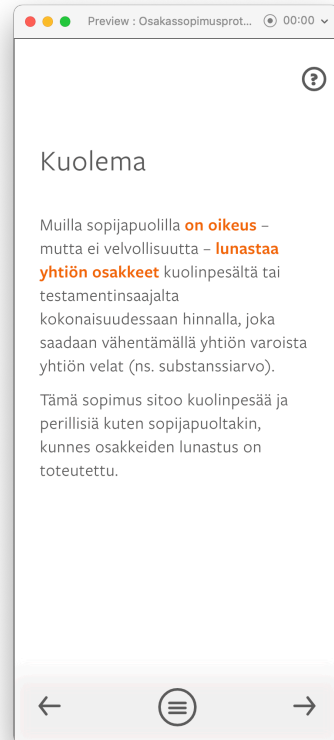 Preview : Osakassopimusprot... 00:00
?
Kuolema
Muilla sopijapuolilla on oikeus –
mutta ei velvollisuutta – lunastaa
yhtiön osakkeet kuolinpesältä tai
testamentinsaajalta
kokonaisuudessaan hinnalla, joka
saadaan vähentämällä yhtiön varoista
yhtiön velat (ns. substanssiarvo).
Tämä sopimus sitoo kuolinpesää ja
perillisiä kuten sopijapuoltakin,
kunnes osakkeiden lunastus on
toteutettu.